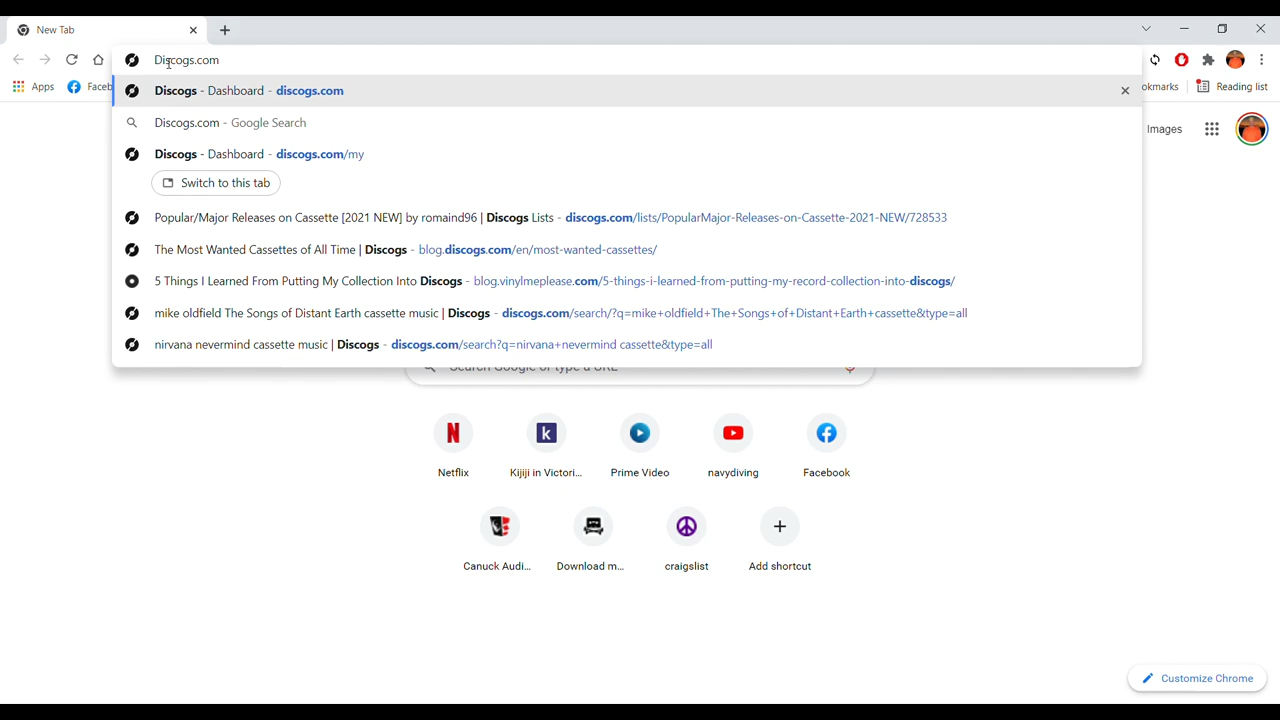 New Tab
Discogs.com
Apps
Faceb
Discogs - Dashboard - discogs.com
okmarks
Reading list
Discogs.com - Google Search
Images
Discogs - Dashboard - discogs.com/my
Switch to this tab
Popular/Major Releases on Cassette [2021 NEW] by romaind96 | Discogs Lists - discogs.com/lists/PopularMajor-Releases-on-Cassette-2021-NEW/728533
The Most Wanted Cassettes of All Time | Discogs - blog.discogs.com/en/most-wanted-cassettes/
5 Things I Learned From Putting My Collection Into Discogs - blog.vinylmeplease.com/5-things-i-learned-from-putting-my-record-collection-into-discogs/
mike oldfield The Songs of Distant Earth cassette music | Discogs - discogs.com/search/?q=mike+oldfield+The+Songs+of+Distant+Earth+cassette&type=all
nirvana nevermind cassette music | Discogs - discogs.com/search?q=nirvana+nevermind cassette&type=all
Search Google or type a URL
Netflix
Kijiji in Victori...
Prime Video
navydiving
Facebook
Canuck Audi...
Download m...
craigslist
Add shortcut
Customize Chrome